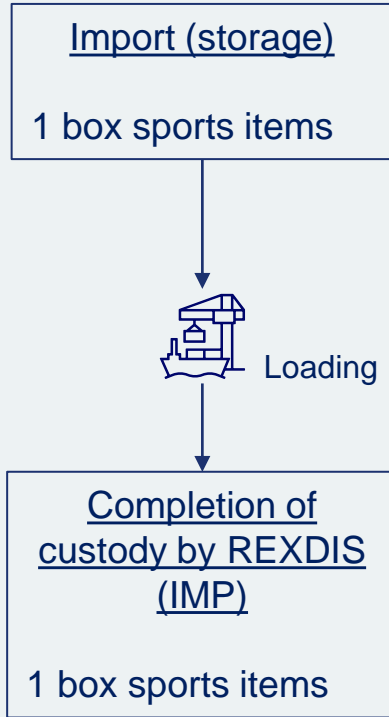 Import (storage)
1 box sports items
Loading
Completion of
custody by REXDIS
(IMP)
1 box sports items